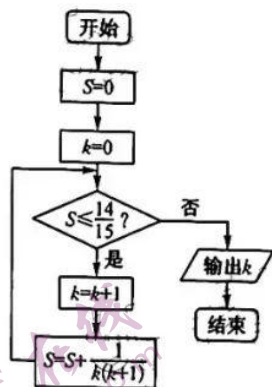 开始
S=0
k=0
S≤14/15？
否
是
输出k
k=k+1
结束
S=S+1/k(k+1)